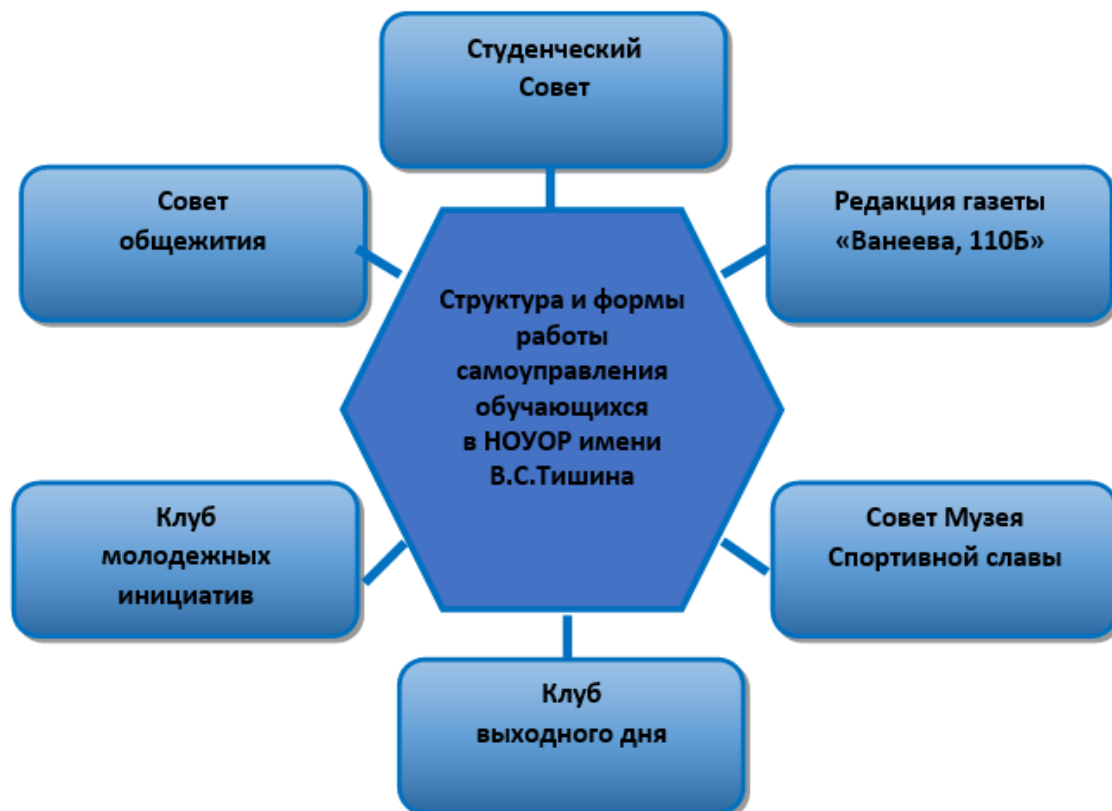 Студенческий
Совет
Совет
общежития
Редакция газеты
«Ванеева, 110Б»
Структура и формы
работы
самоуправления
обучающихся
в НОУОР имени
В.С.Тишина
Клуб
молодежных
инициатив
Совет Музея
Спортивной славы
Клуб
выходного дня